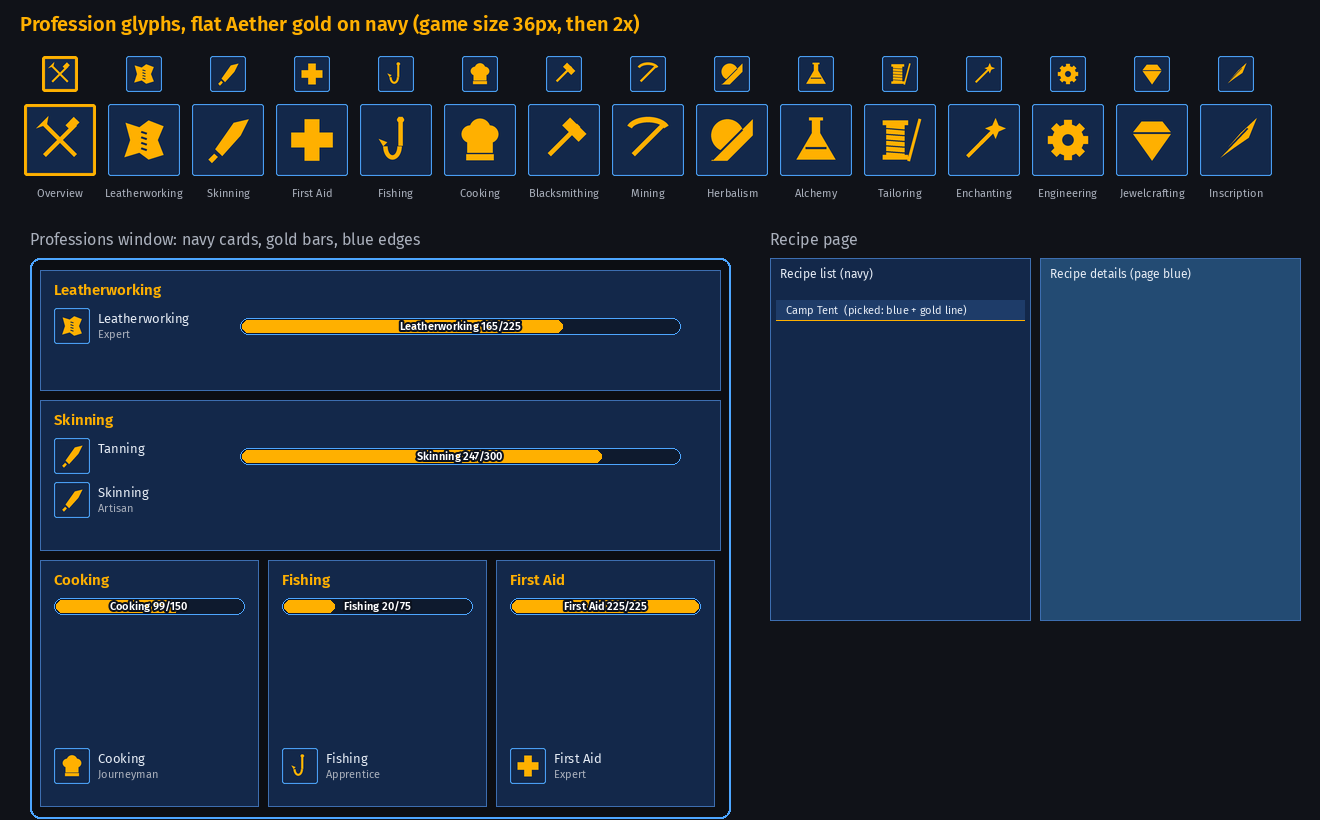 Profession glyphs, flat Aether gold on navy (game size 36px, then 2x)
Overview
Leatherworking
Skinning
First Aid
Fishing
Cooking
Blacksmithing
Mining
Herbalism
Alchemy
Tailoring
Enchanting
Engineering
Jewelcrafting
Inscription
Professions window: navy cards, gold bars, blue edges
Leatherworking
Leatherworking
Expert
Leatherworking 165/225
Skinning
Tanning
Skinning 247/300
Skinning
Artisan
Cooking
Cooking 99/150
Cooking
Journeyman
Fishing
Fishing 20/75
Fishing
Apprentice
First Aid
First Aid 225/225
First Aid
Expert
Recipe page
Recipe list (navy)
Camp Tent (picked: blue + gold line)
Recipe details (page blue)